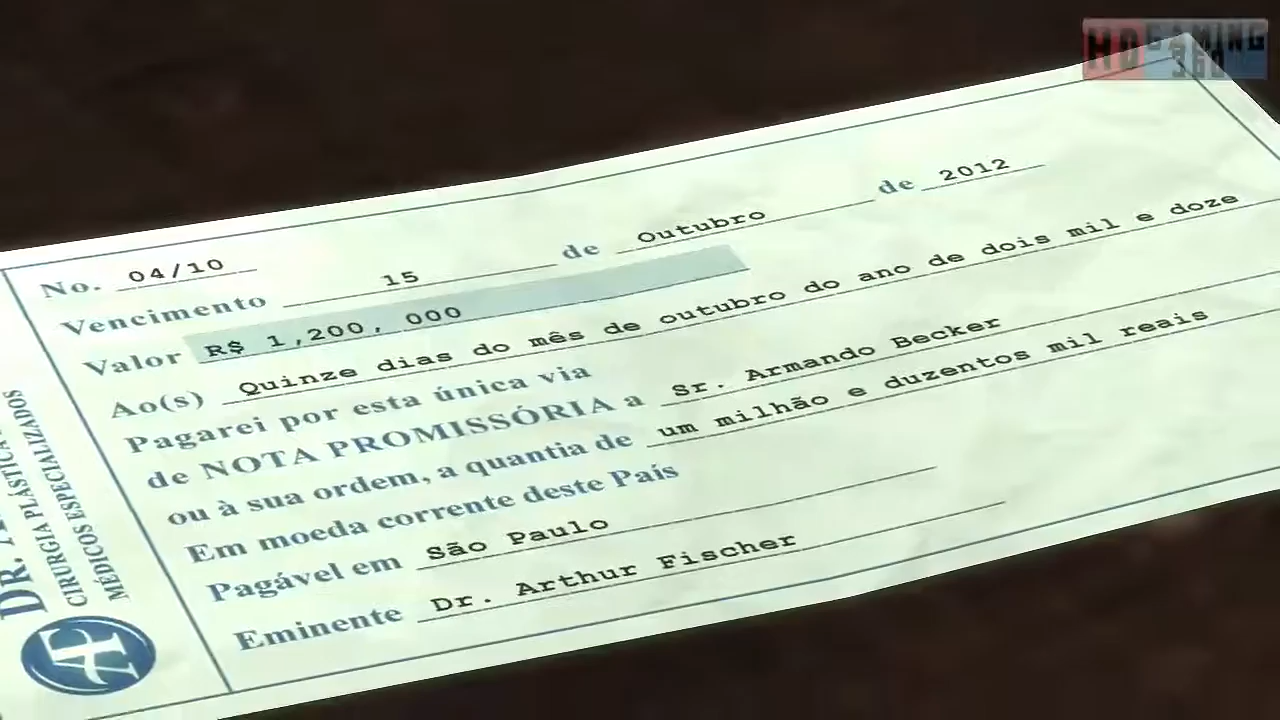 HD GAMING 360
No. 04/10
Vencimento 15 de Outubro de 2012
Valor R$ 1,200, 000
Ao(s) Quinze dias do mês de outubro do ano de dois mil e doze
Pagarei por esta única via
de NOTA PROMISSÓRIA a Sr. Armando Becker
ou à sua ordem, a quantia de um milhão e duzentos mil reais
Em moeda corrente deste País
Pagável em São Paulo
Eminente Dr. Arthur Fischer
DR.
CIRURGIA PLÁSTICA
MÉDICOS ESPECIALIZADOS